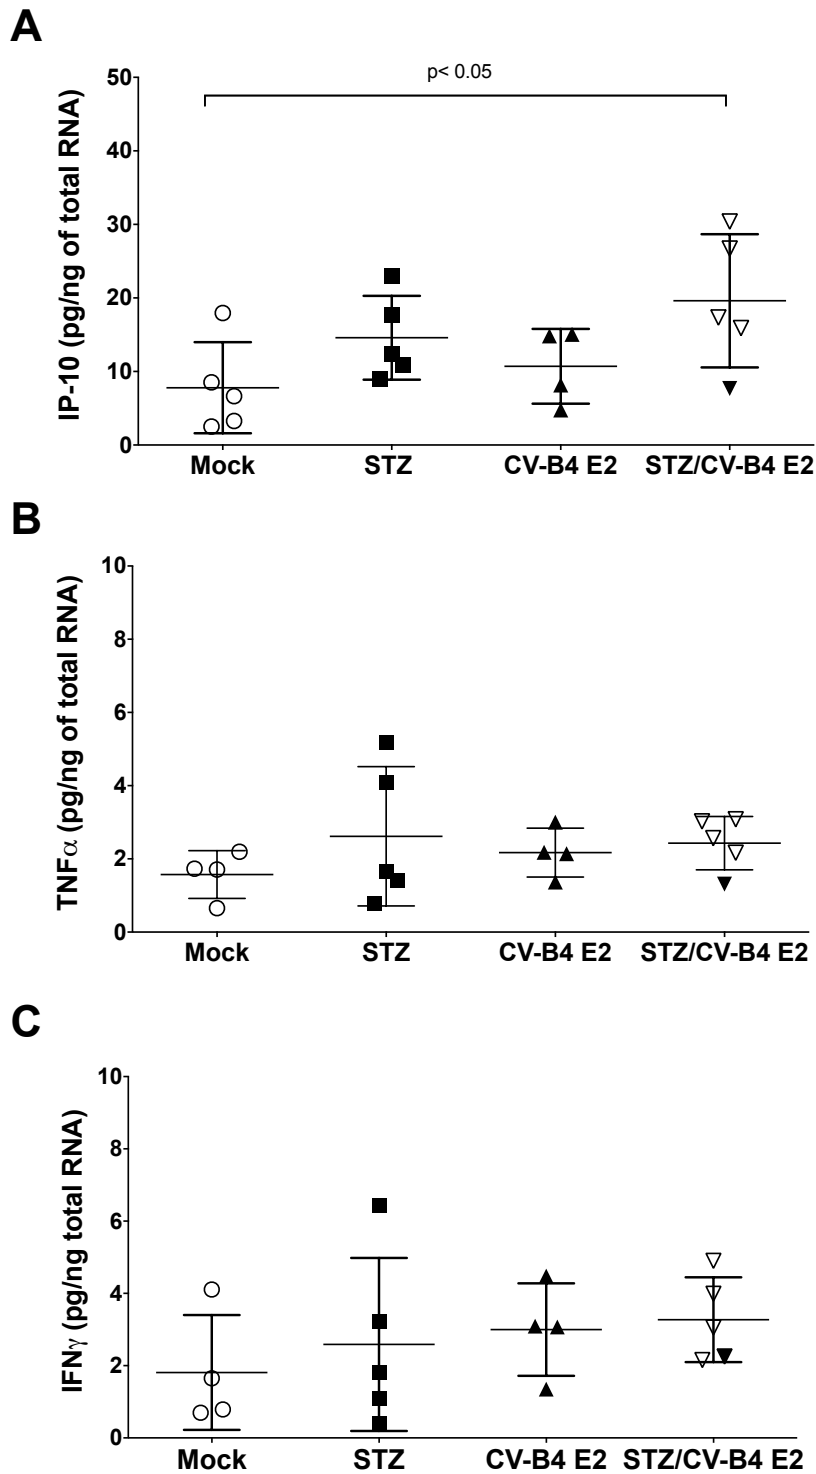 A
p< 0.05
IP-10 (pg/ng of total RNA)
50
40
30
20
10
0
Mock STZ CV-B4 E2 STZ/CV-B4 E2
B
TNFα (pg/ng of total RNA)
10
8
6
4
2
0
Mock STZ CV-B4 E2 STZ/CV-B4 E2
C
IFNγ (pg/ng total RNA)
10
8
6
4
2
0
Mock STZ CV-B4 E2 STZ/CV-B4 E2